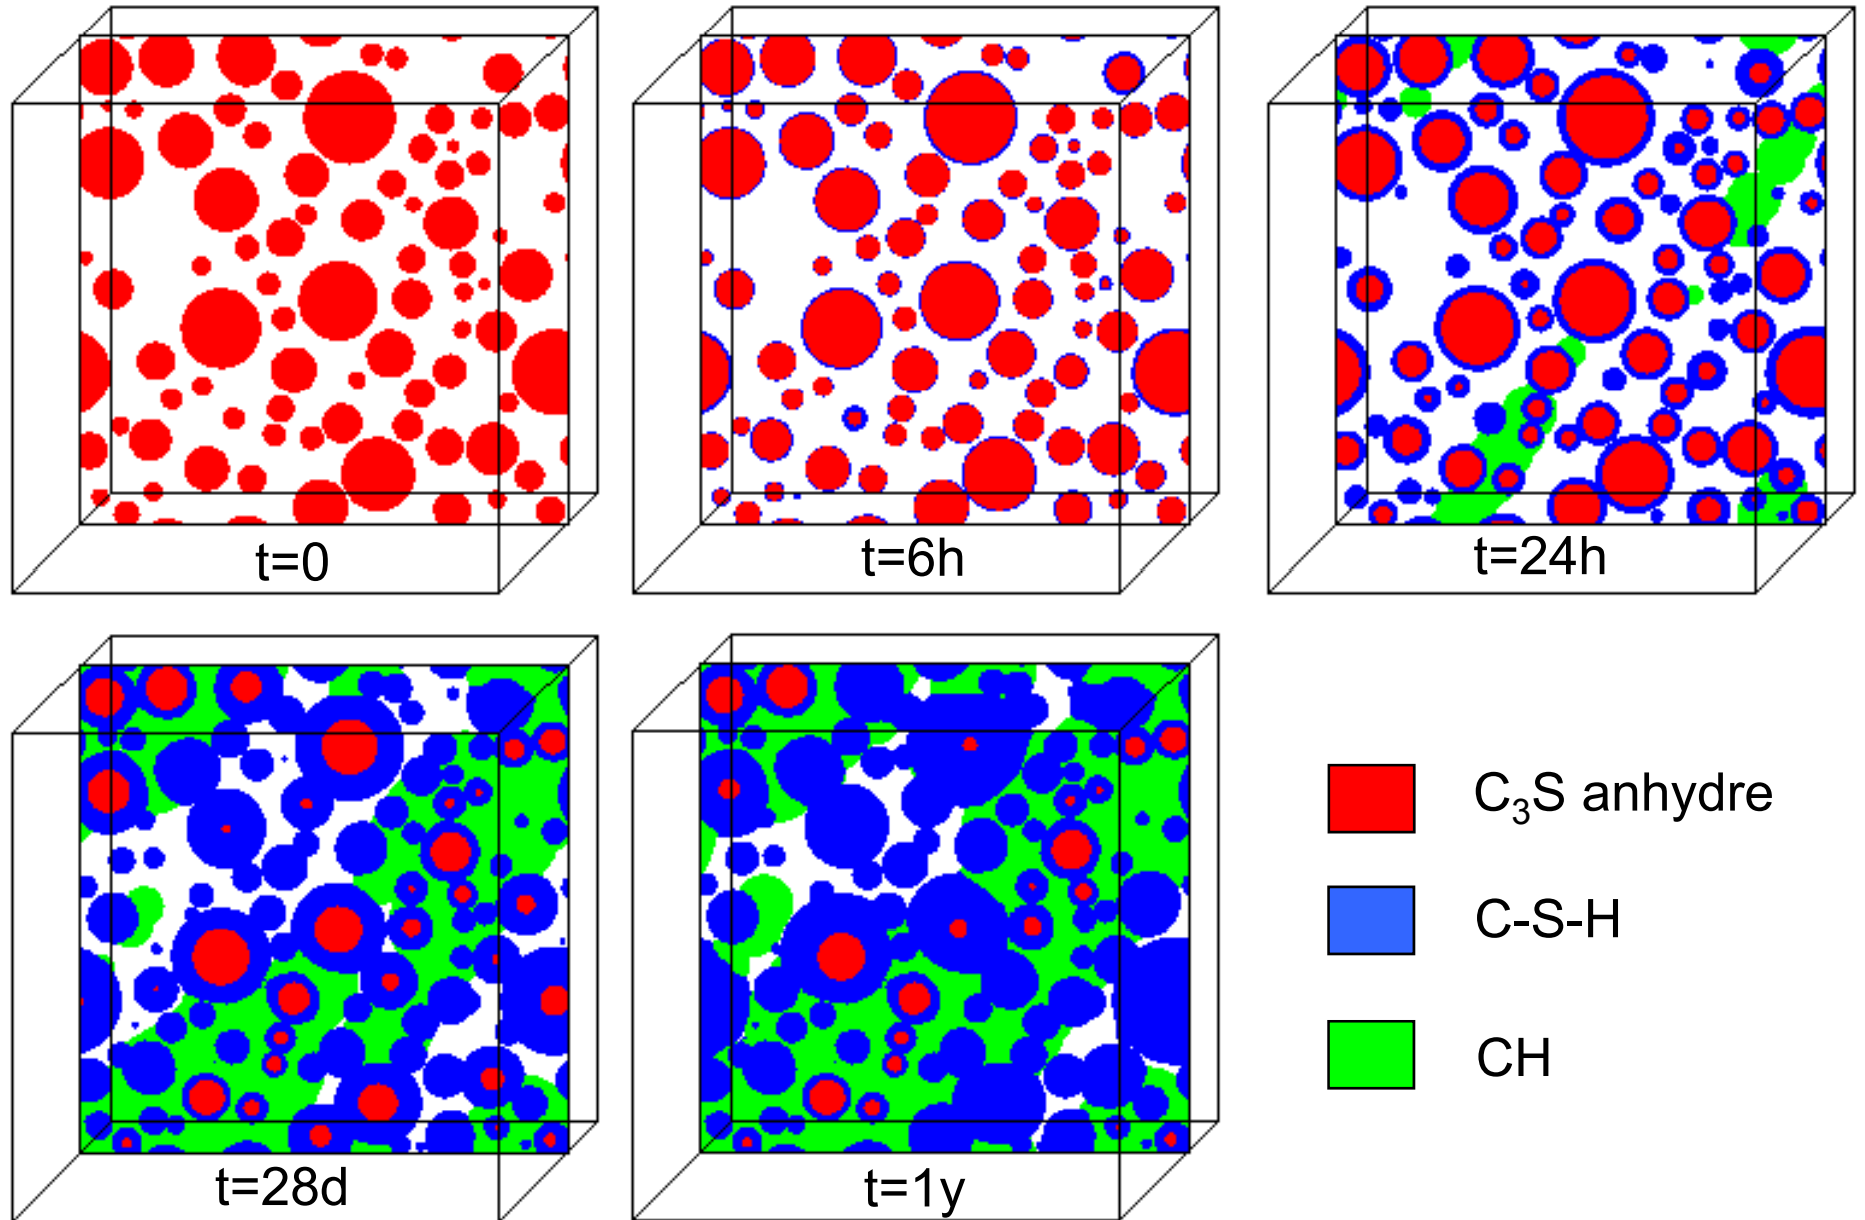 t=0
t=6h
t=24h
t=28d
t=1y
C₃S anhydre
C-S-H
CH